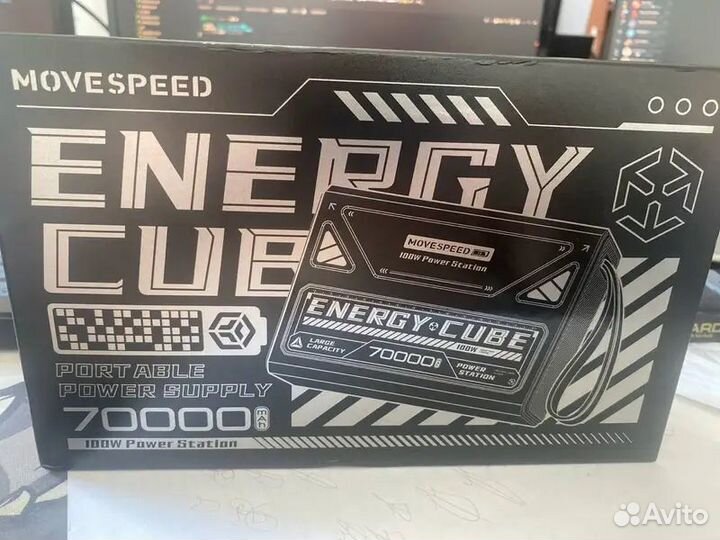 MOVESPEED
ENERGY
CUBE
MOVESPEED
100W Power Station
ENERGY CUBE
100W
LARGE
CAPACITY
70000
POWER
STATION
PORTABLE
POWER SUPPLY
70000 mAh
100W Power Station
Avito